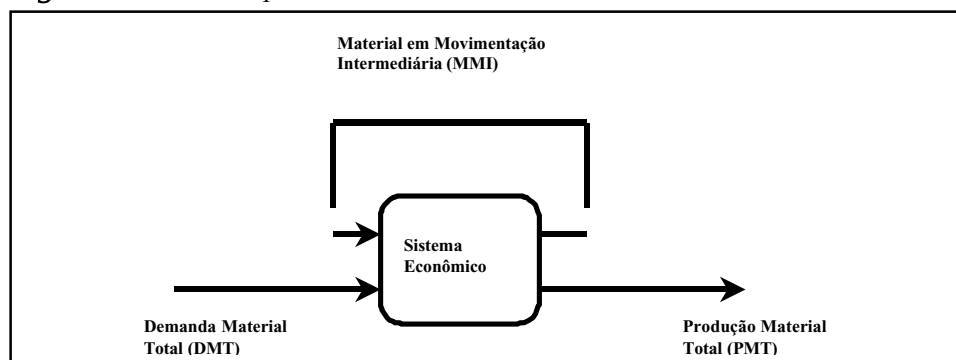 Material em Movimentação
Intermediária (MMI)
Sistema
Econômico
Demanda Material
Total (DMT)
Produção Material
Total (PMT)